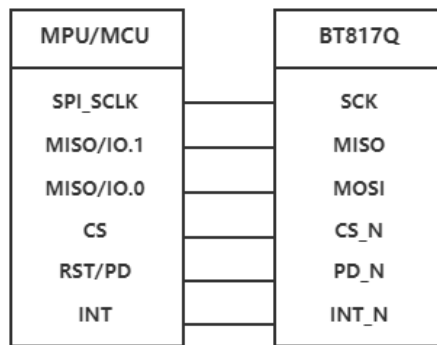 MPU/MCU BT817Q
SPI_SCLK SCK
MISO/IO.1 MISO
MISO/IO.0 MOSI
CS CS_N
RST/PD PD_N
INT INT_N